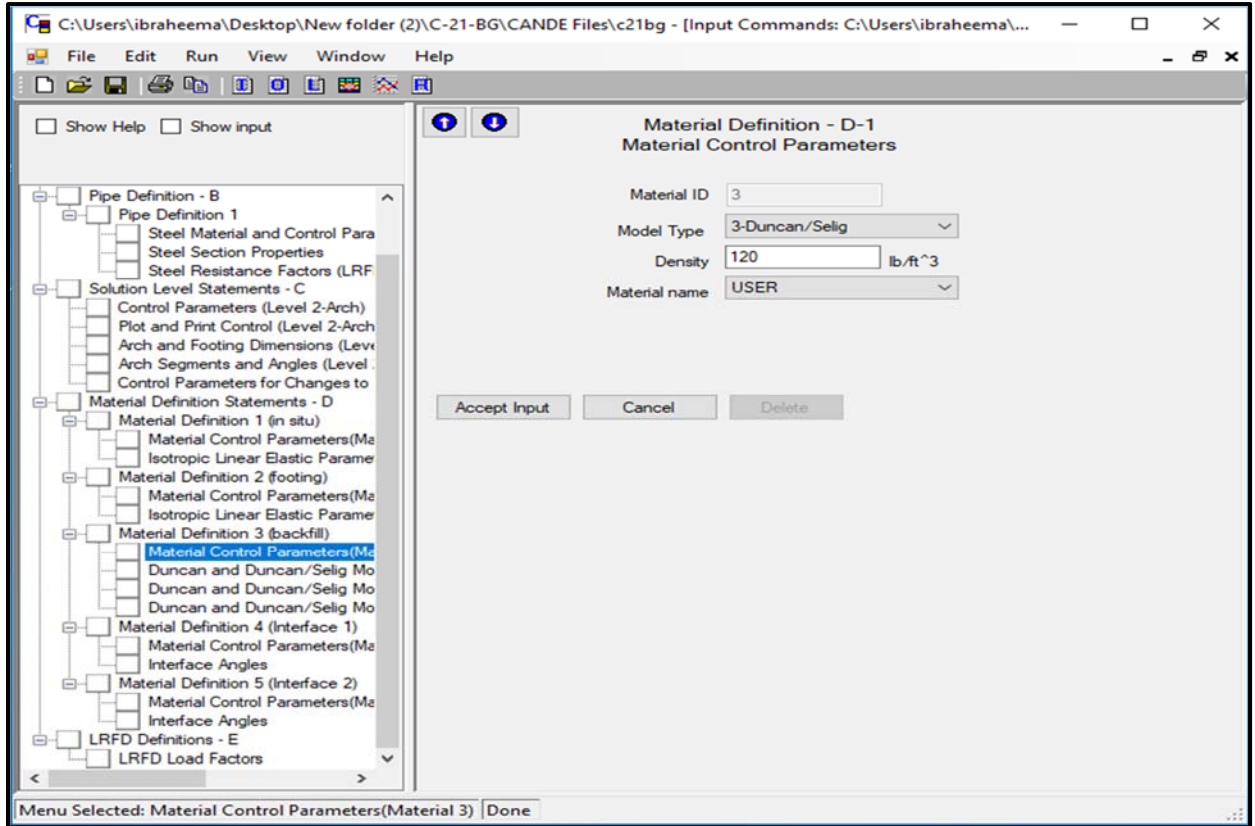 C:\Users\ibraheema\Desktop\New folder (2)\C-21-BG\CANDE Files\c21bg - [Input Commands: C:\Users\ibraheema\...
File Edit Run View Window Help
Show Help Show input
Pipe Definition - B
Pipe Definition 1
Steel Material and Control Para
Steel Section Properties
Steel Resistance Factors (LRF
Solution Level Statements - C
Control Parameters (Level 2-Arch)
Plot and Print Control (Level 2-Arch
Arch and Footing Dimensions (Leve
Arch Segments and Angles (Level
Control Parameters for Changes to
Material Definition Statements - D
Material Definition 1 (in situ)
Material Control Parameters(Ma
Isotropic Linear Elastic Parame
Material Definition 2 (footing)
Material Control Parameters(Ma
Isotropic Linear Elastic Parame
Material Definition 3 (backfill)
Material Control Parameters(Ma
Duncan and Duncan/Selig Mo
Duncan and Duncan/Selig Mo
Duncan and Duncan/Selig Mo
Material Definition 4 (Interface 1)
Material Control Parameters(Ma
Interface Angles
Material Definition 5 (Interface 2)
Material Control Parameters(Ma
Interface Angles
LRFD Definitions - E
LRFD Load Factors
Material Definition - D-1
Material Control Parameters
Material ID 3
Model Type 3-Duncan/Selig
Density 120 lb/ft^3
Material name USER
Accept Input Cancel Delete
Menu Selected: Material Control Parameters(Material 3) Done